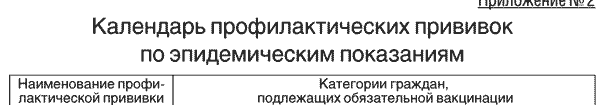 Приложение № 2
Календарь профилактических прививок
по эпидемическим показаниям
Наименование профи-
лактической прививки
Категории граждан,
подлежащих обязательной вакцинации